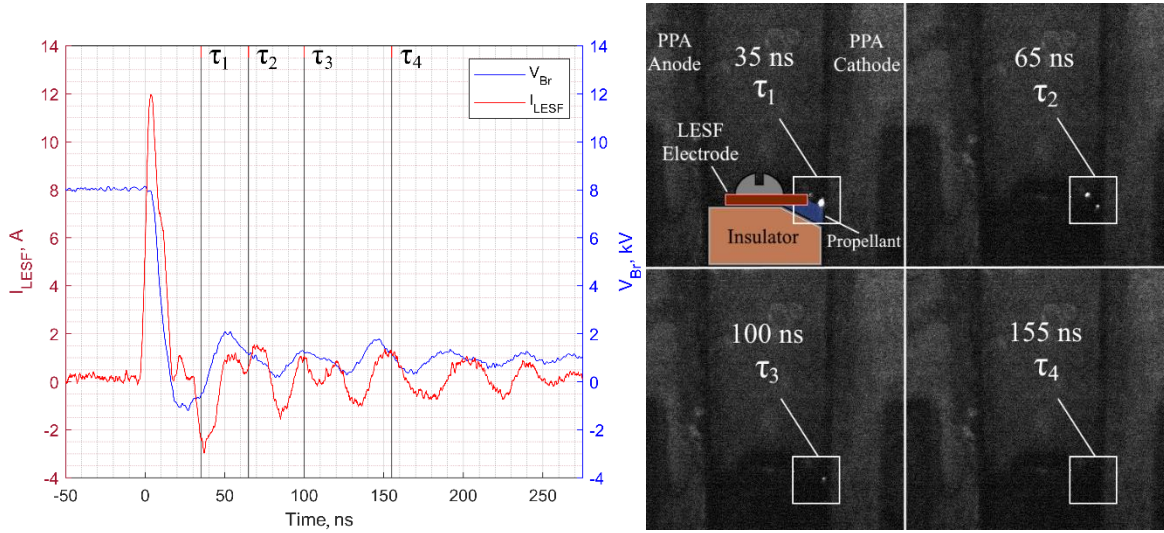 τ1
τ2
τ3
τ4
14
12
10
8
6
4
2
0
-2
-4
I_LESF, A
14
12
10
8
6
4
2
0
-2
-4
V_Br, kV
V_Br
I_LESF
-50
0
50
100
150
200
250
Time, ns
PPA
Anode
35 ns
τ1
PPA
Cathode
LESF
Electrode
Insulator
Propellant
65 ns
τ2
100 ns
τ3
155 ns
τ4